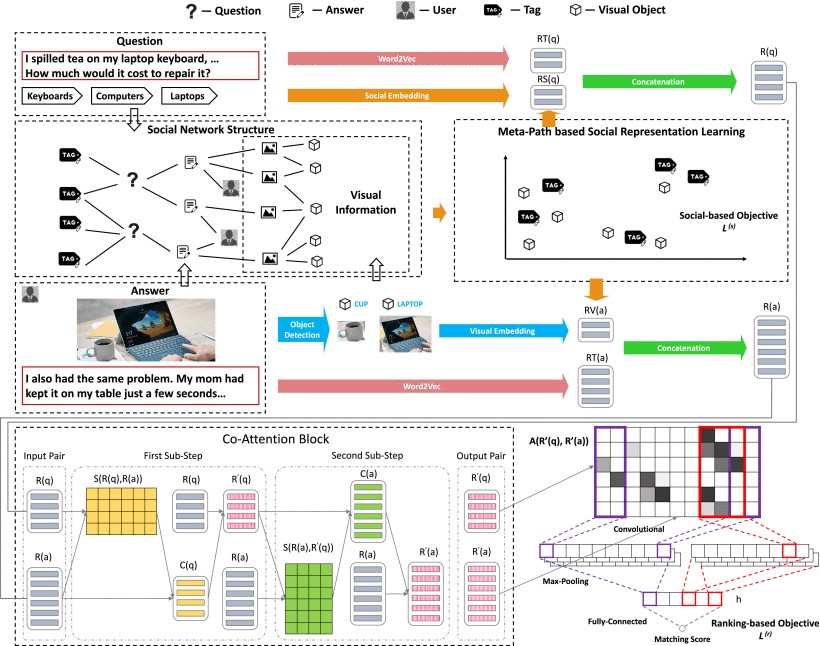 ? — Question — Answer — User TAG — Tag — Visual Object
Question
I spilled tea on my laptop keyboard, ...
How much would it cost to repair it?
Keyboards Computers Laptops
Word2Vec
Social Embedding
RT(q)
RS(q)
Concatenation
R(q)
Social Network Structure
TAG
TAG
TAG
TAG
?
?
Visual
Information
Meta-Path based Social Representation Learning
TAG
TAG
TAG
TAG
TAG
Social-based Objective
L(s)
Answer
I also had the same problem. My mom had
kept it on my table just a few seconds...
Object
Detection
CUP LAPTOP
Visual Embedding
Word2Vec
RV(a)
RT(a)
Concatenation
R(a)
Co-Attention Block
Input Pair First Sub-Step Second Sub-Step Output Pair
R(q) S(R(q),R(a)) R(q) R'(q) C(a) R'(q)
R(a) C(q) R(a) S(R(a),R'(q)) R(a) R'(a) R'(a)
A(R'(q), R'(a))
Convolutional
Max-Pooling
h
Fully-Connected
Matching Score
Ranking-based Objective
L(r)